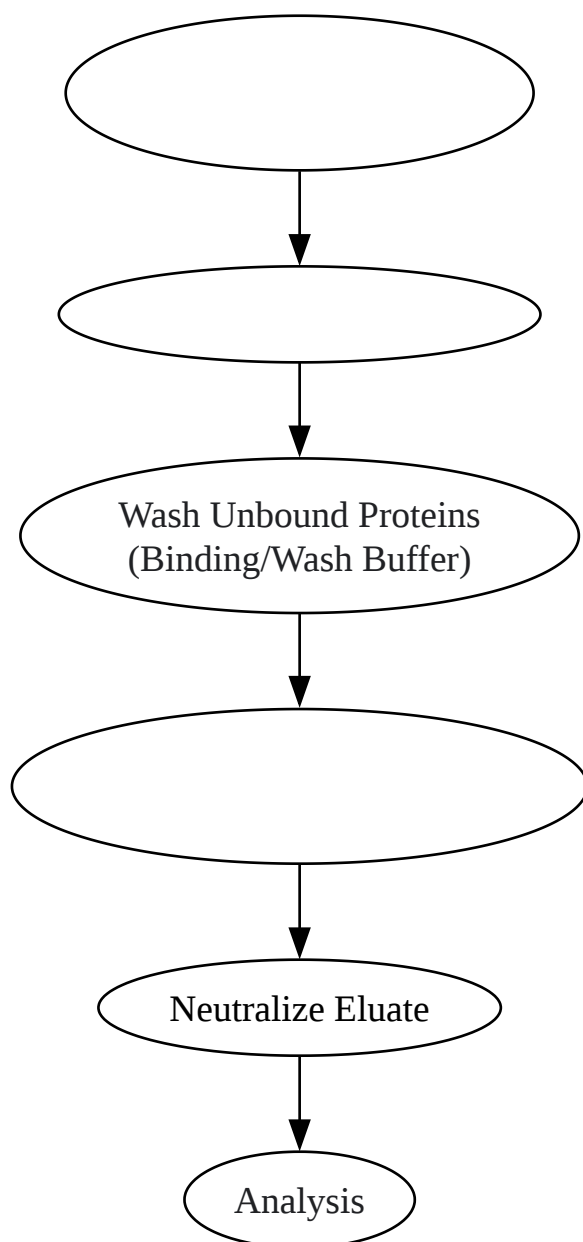 Wash Unbound Proteins
(Binding/Wash Buffer)
Neutralize Eluate
Analysis